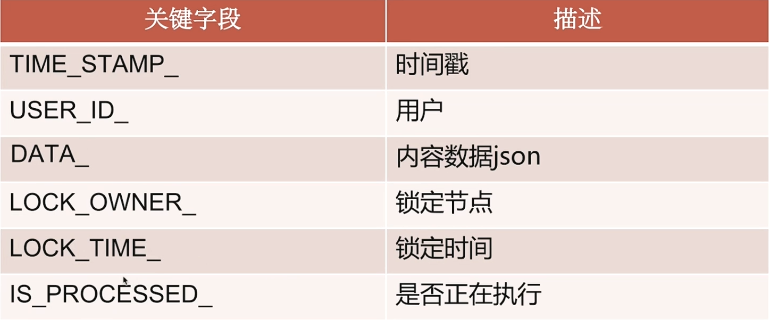 关键字段 描述
TIME_STAMP_ 时间戳
USER_ID_ 用户
DATA_ 内容数据json
LOCK_OWNER_ 锁定节点
LOCK_TIME_ 锁定时间
IS_PROCESSED_ 是否正在执行